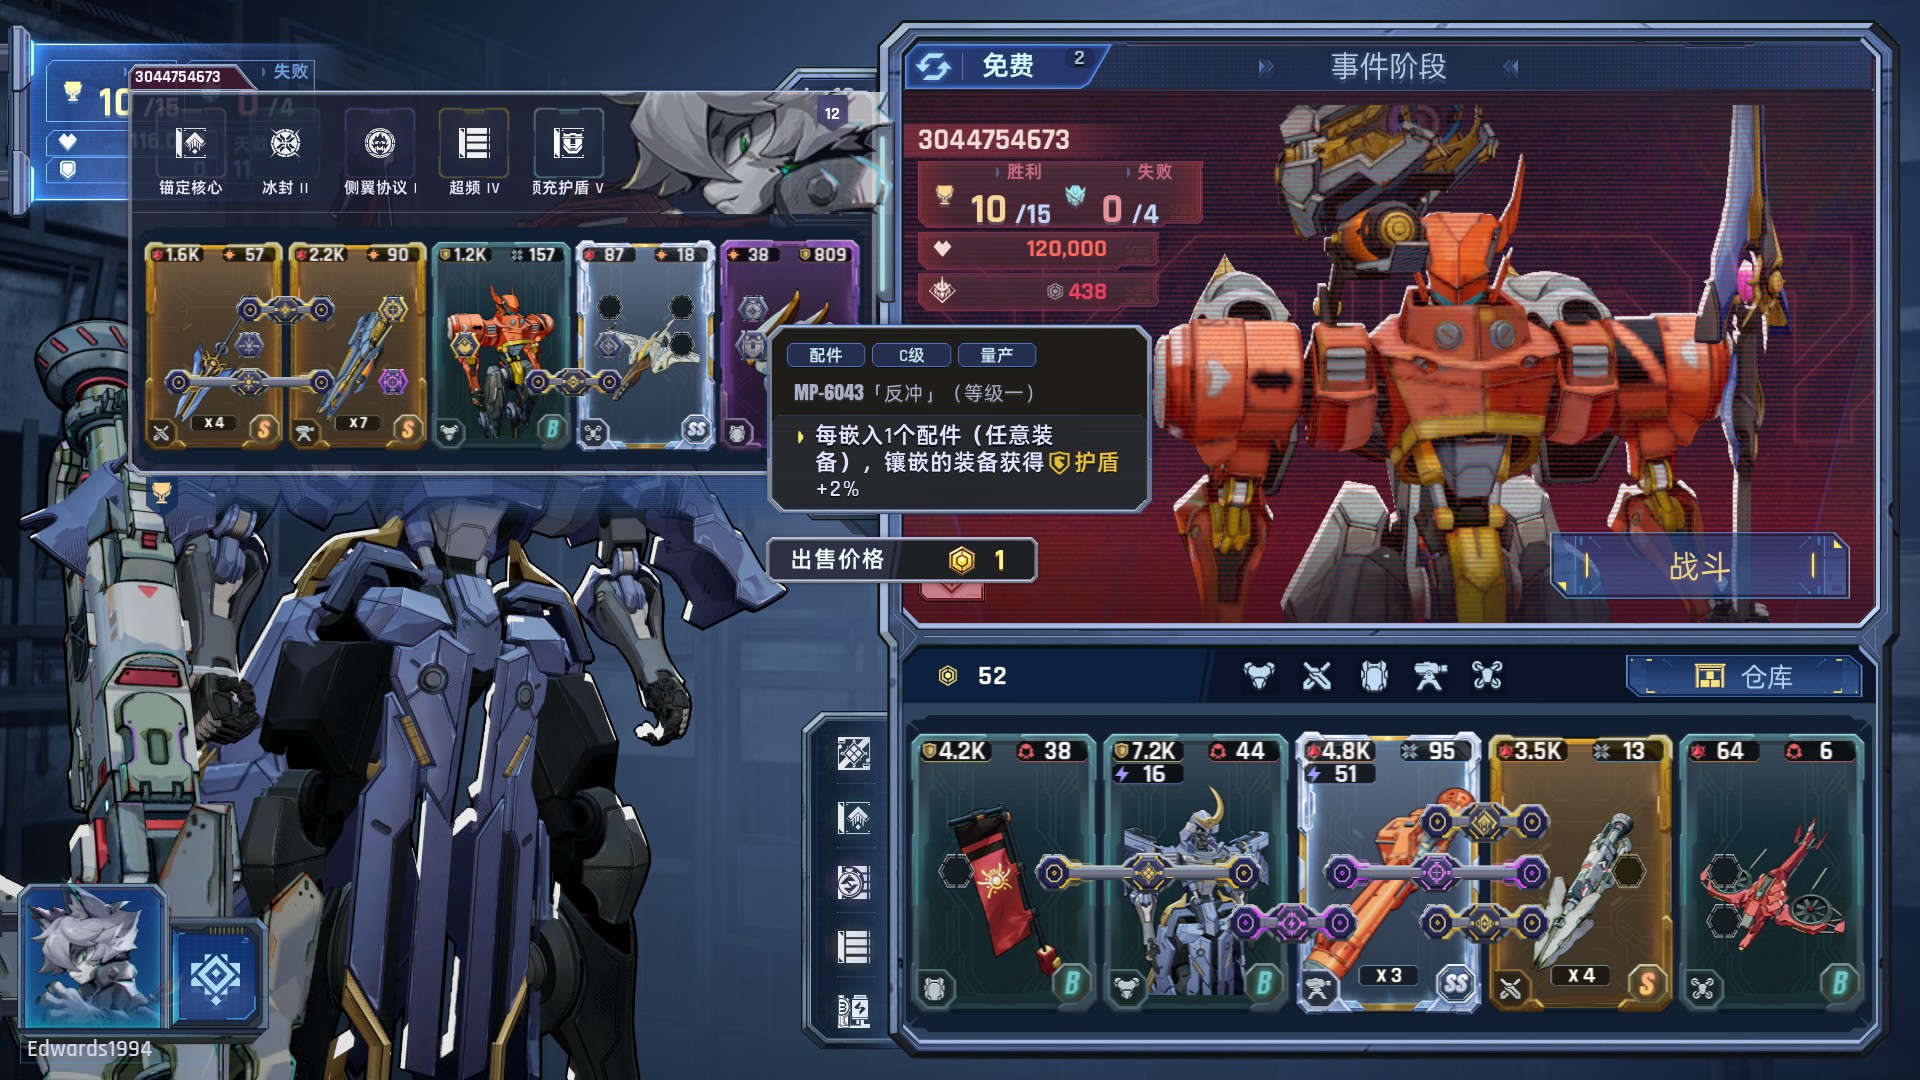 3044754673
失败
10 /15
0 /4
12
锚定核心
冰封 II
侧翼协议 I
超频 IV
页充护盾 V
1.6K 57
x4
S
2.2K 90
x7
S
1.2K 157
B
87 18
SS
38 809
配件 C级 量产
MP-6043「反冲」（等级一）
每嵌入1个配件（任意装
备），镶嵌的装备获得护盾
+2%
出售价格 1
免费 2
事件阶段
3044754673
胜利 失败
10 /15 0 /4
120,000
438
战斗
52
仓库
4.2K 38
B
7.2K 44
16
B
4.8K 95
51
x3
SS
3.5K 13
x4
S
64 6
B
Edwards1994